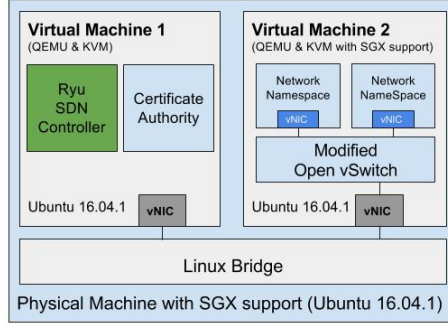 Virtual Machine 1
(QEMU & KVM)
Ryu
SDN
Controller
Certificate
Authority
Ubuntu 16.04.1
vNIC
Virtual Machine 2
(QEMU & KVM with SGX support)
Network
Namespace
vNIC
Network
NameSpace
vNIC
Modified
Open vSwitch
Ubuntu 16.04.1
vNIC
Linux Bridge
Physical Machine with SGX support (Ubuntu 16.04.1)